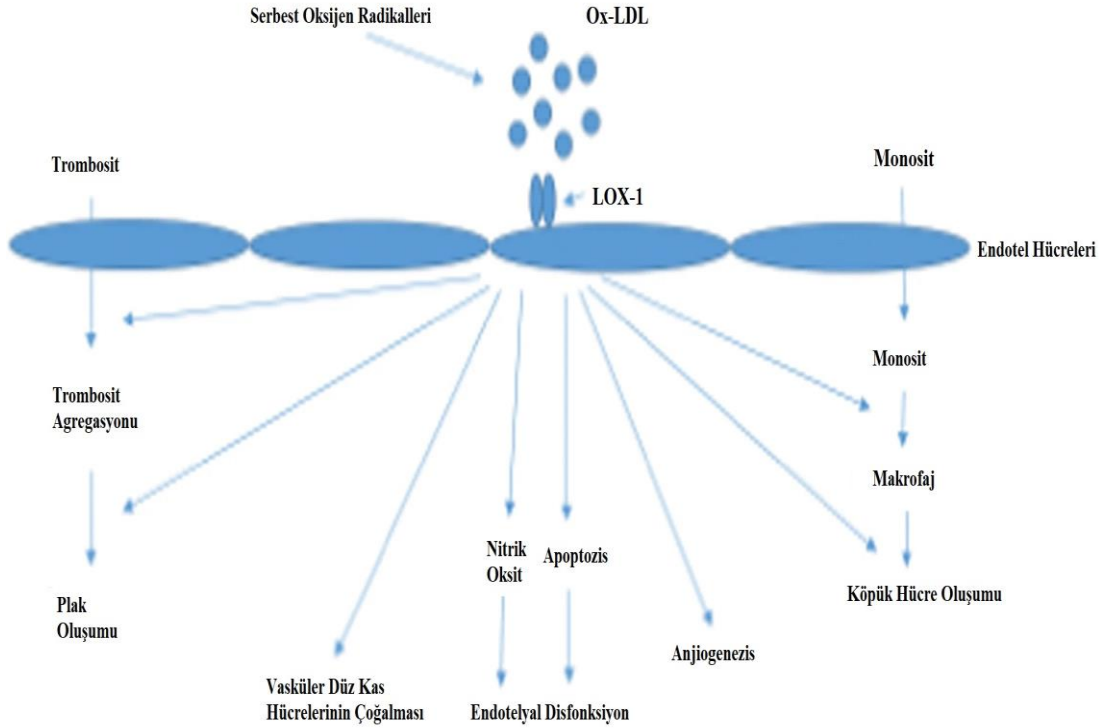 Serbest Oksijen Radikalleri
Ox-LDL
Trombosit
Monosit
LOX-1
Endotel Hücreleri
Monosit
Trombosit
Agregasyonu
Makrofaj
Nitrik
Oksit
Apoptozis
Köpük Hücre Oluşumu
Plak
Oluşumu
Anjiogenezis
Vasküler Düz Kas
Hücrelerinin Çoğalması
Endotelyal Disfonksiyon